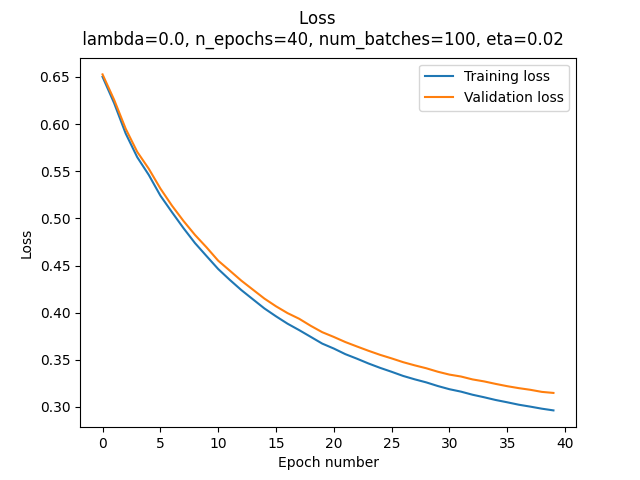 Loss
lambda=0.0, n_epochs=40, num_batches=100, eta=0.02
Training loss
Validation loss
0.65
0.60
0.55
0.50
0.45
0.40
0.35
0.30
Loss
0 5 10 15 20 25 30 35 40
Epoch number